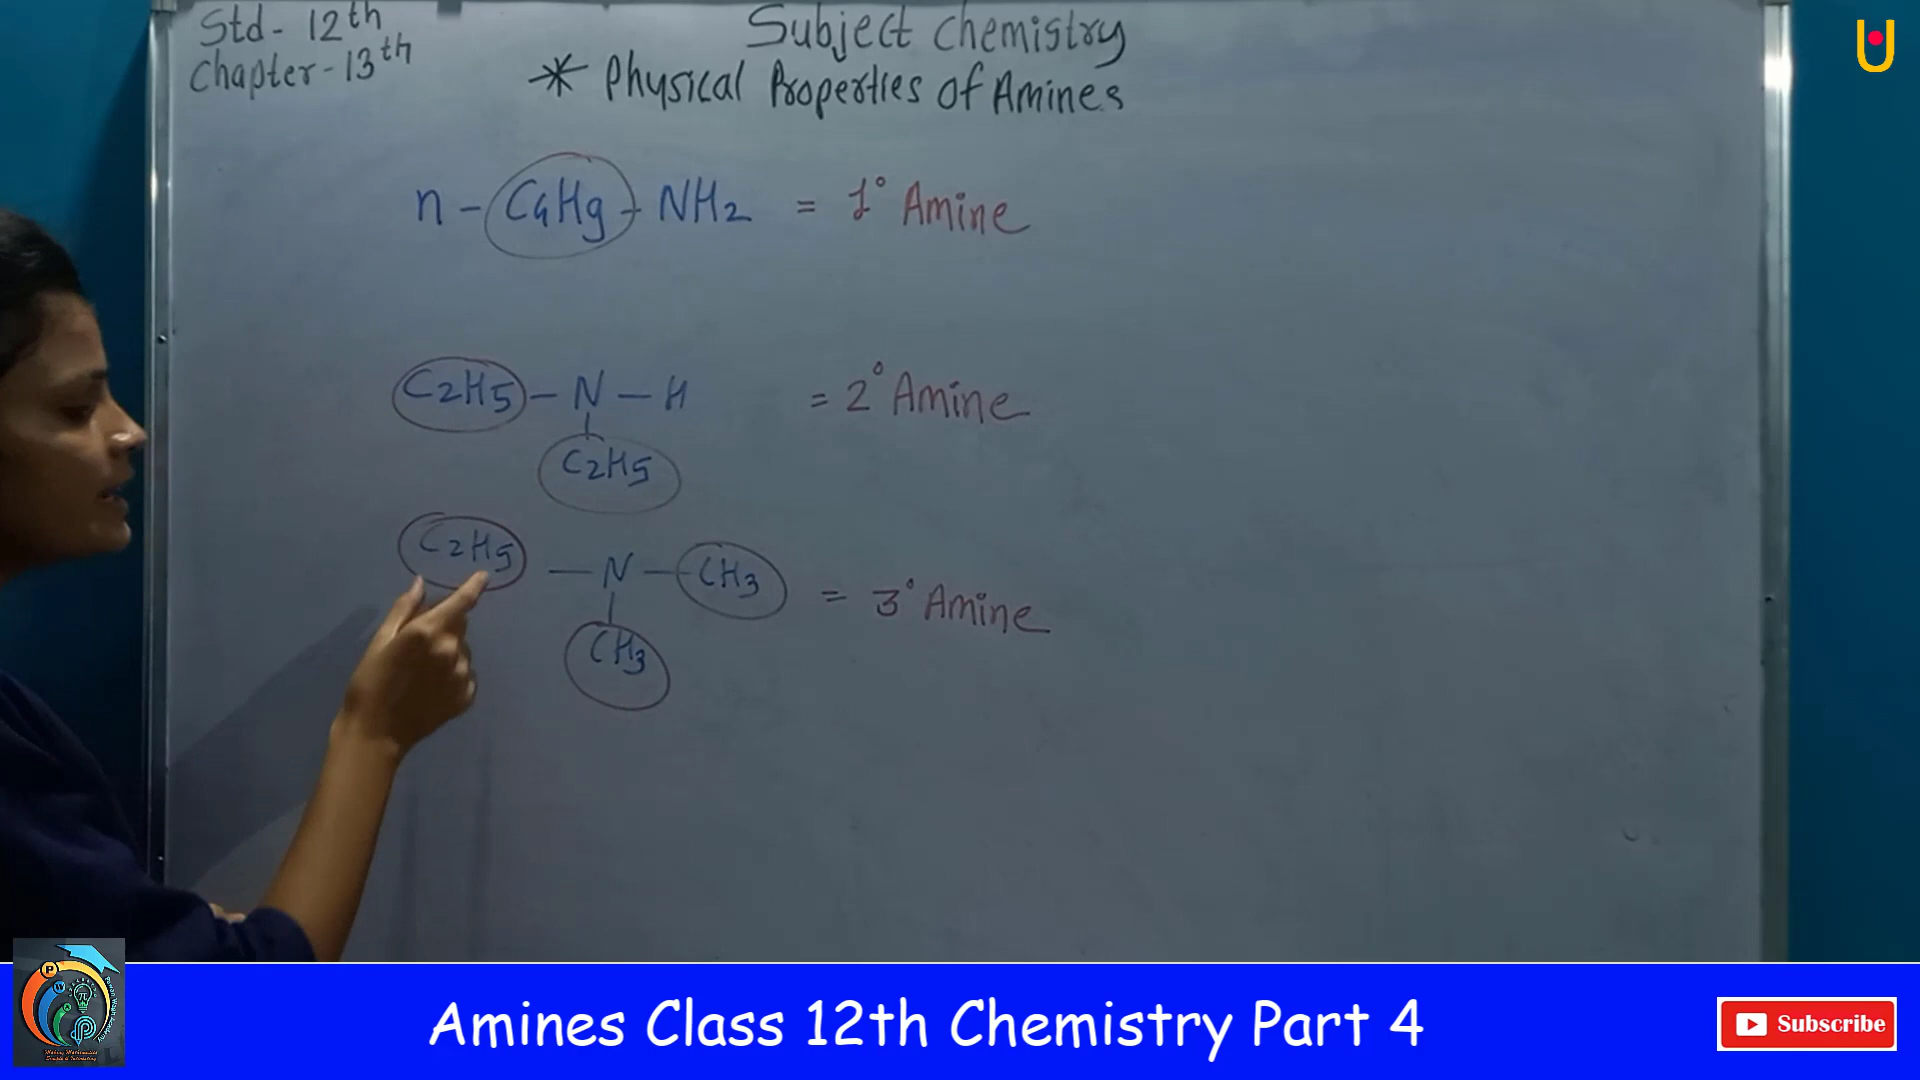 Std - 12th
Chapter - 13th
Subject Chemistry
* Physical Properties of Amines
n - C4H9 - NH2 = 1° Amine
C2H5 - N - H = 2° Amine
C2H5
C2H5 - N - CH3 = 3° Amine
CH3
Amines Class 12th Chemistry Part 4
Subscribe